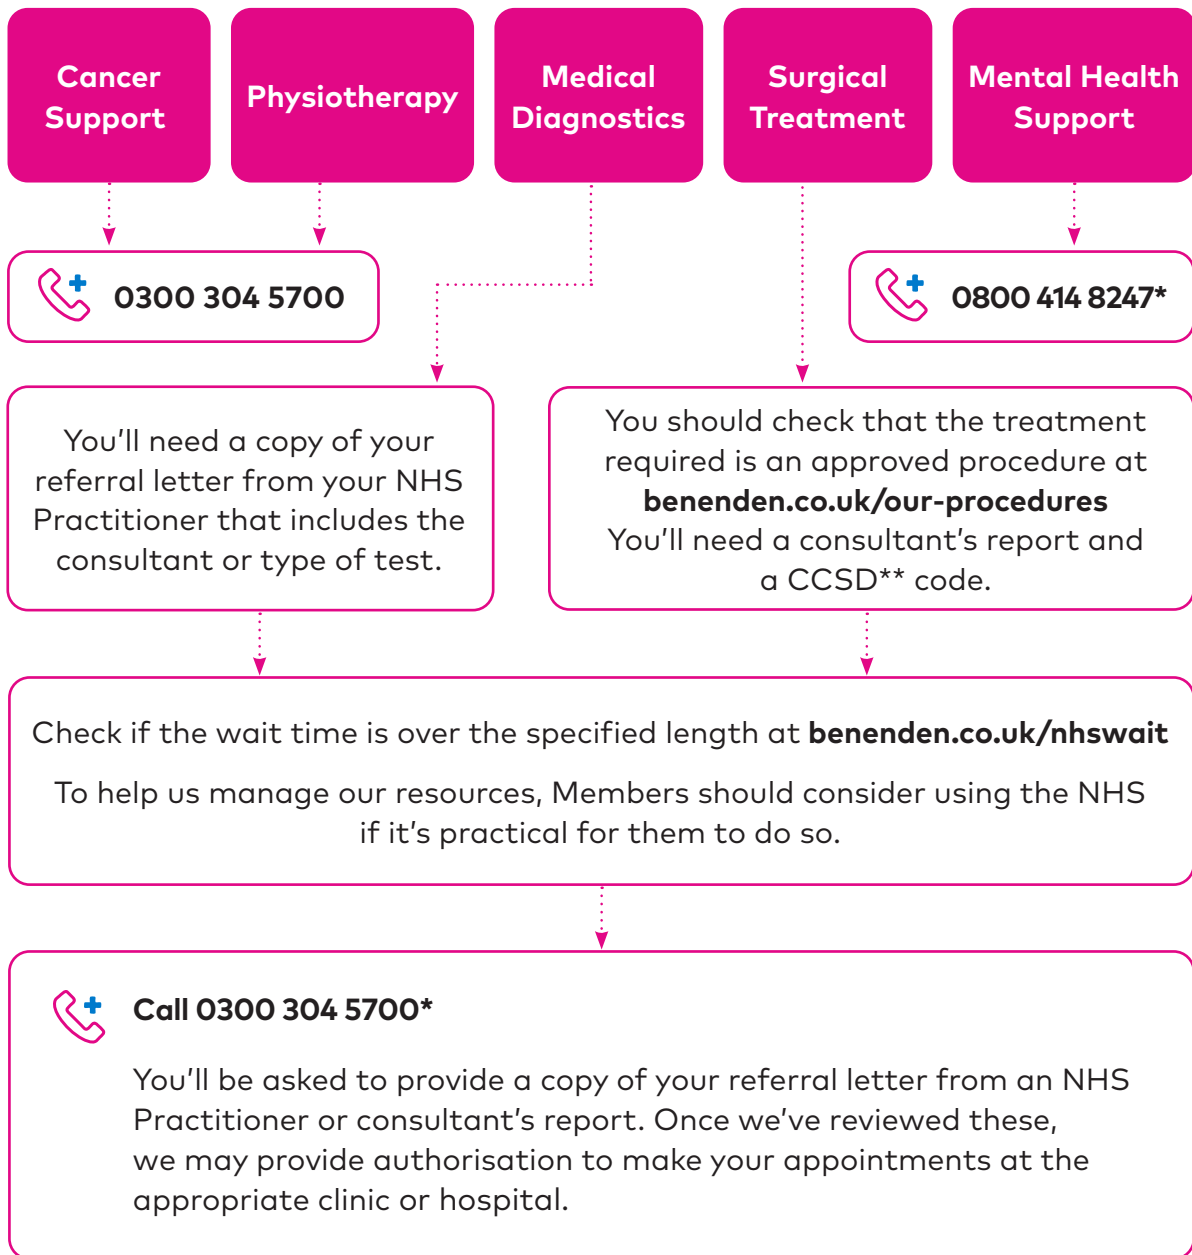 Cancer
Support
Physiotherapy
Medical
Diagnostics
Surgical
Treatment
Mental Health
Support
0300 304 5700
0800 414 8247*
You'll need a copy of your
referral letter from your NHS
Practitioner that includes the
consultant or type of test.
You should check that the treatment
required is an approved procedure at
benenden.co.uk/our-procedures
You'll need a consultant's report and
a CCSD** code.
Check if the wait time is over the specified length at benenden.co.uk/nhswait
To help us manage our resources, Members should consider using the NHS
if it's practical for them to do so.
Call 0300 304 5700*
You'll be asked to provide a copy of your referral letter from an NHS
Practitioner or consultant's report. Once we've reviewed these,
we may provide authorisation to make your appointments at the
appropriate clinic or hospital.